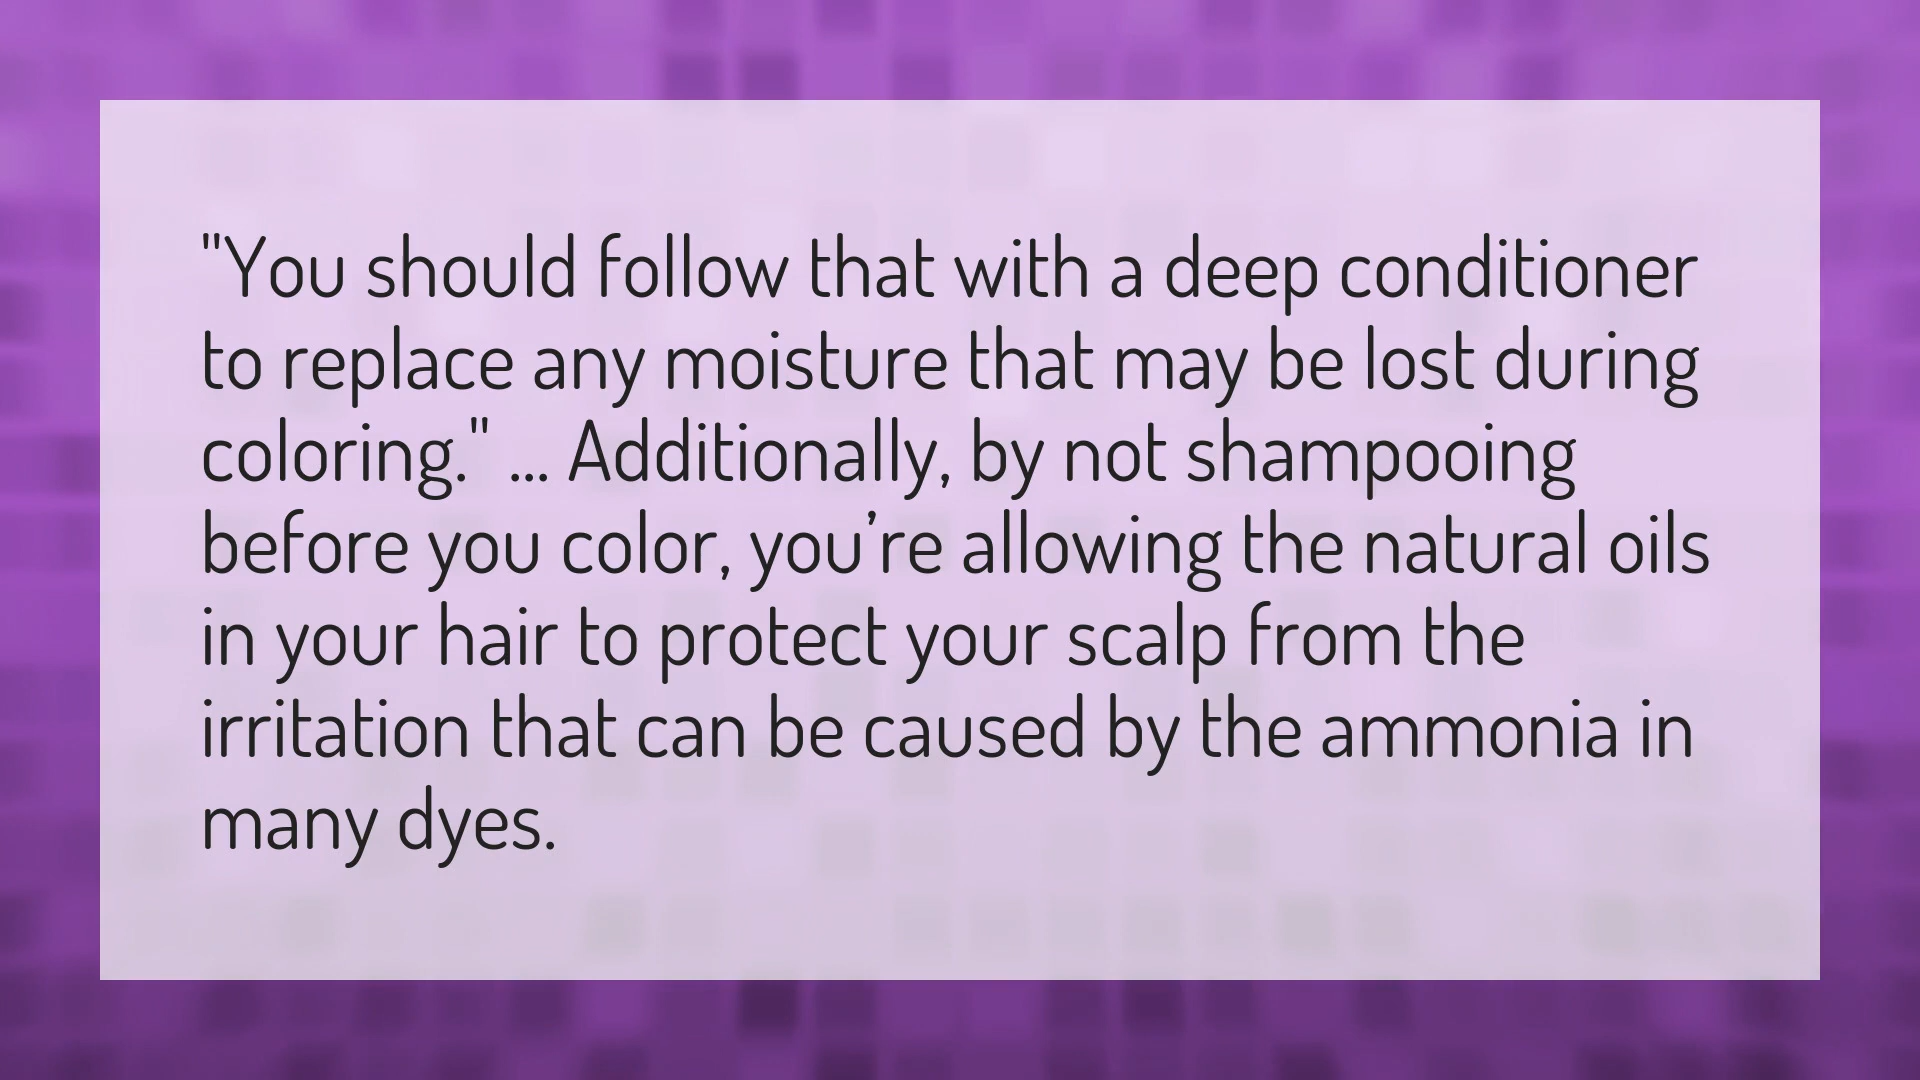 "You should follow that with a deep conditioner
to replace any moisture that may be lost during
coloring." ... Additionally, by not shampooing
before you color, you’re allowing the natural oils
in your hair to protect your scalp from the
irritation that can be caused by the ammonia in
many dyes.